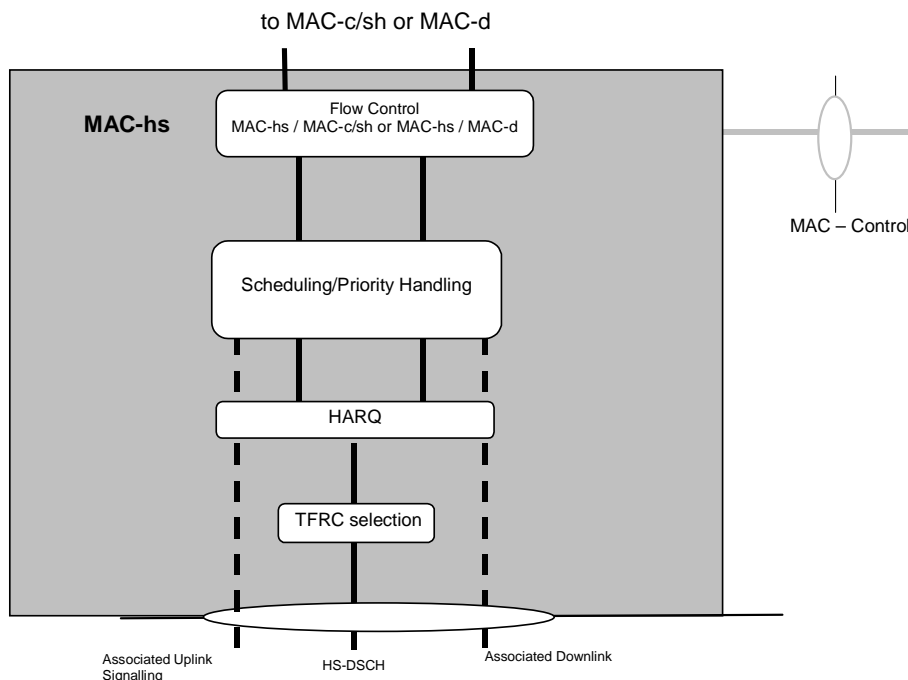 to MAC-c/sh or MAC-d
MAC-hs
Flow Control
MAC-hs / MAC-c/sh or MAC-hs / MAC-d
MAC – Control
Scheduling/Priority Handling
HARQ
TFRC selection
Associated Uplink
Signalling
HS-DSCH
Associated Downlink